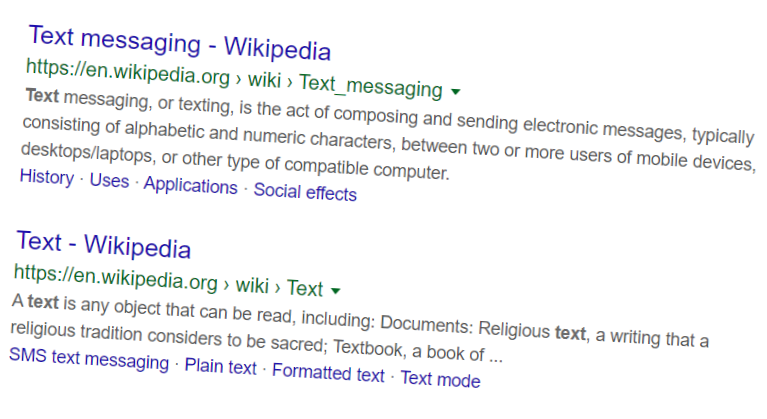 Text messaging - Wikipedia
https://en.wikipedia.org › wiki › Text_messaging
Text messaging, or texting, is the act of composing and sending electronic messages, typically
consisting of alphabetic and numeric characters, between two or more users of mobile devices,
desktops/laptops, or other type of compatible computer.
History · Uses · Applications · Social effects
Text - Wikipedia
https://en.wikipedia.org › wiki › Text
A text is any object that can be read, including: Documents: Religious text, a writing that a
religious tradition considers to be sacred; Textbook, a book of ...
SMS text messaging · Plain text · Formatted text · Text mode